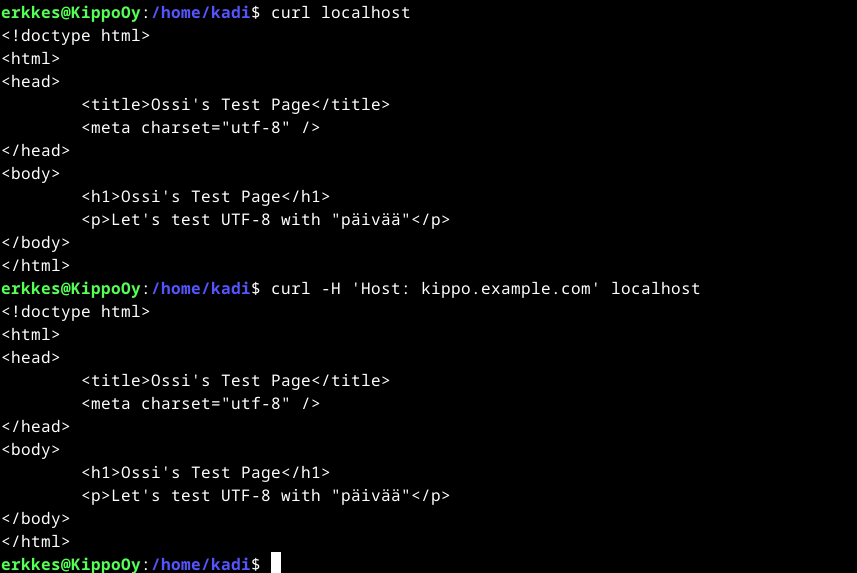 erkkes@KippoOy:/home/kadi$ curl localhost
<!doctype html>
<html>
<head>
        <title>Ossi's Test Page</title>
        <meta charset="utf-8" />
</head>
<body>
        <h1>Ossi's Test Page</h1>
        <p>Let's test UTF-8 with "päivää"</p>
</body>
</html>
erkkes@KippoOy:/home/kadi$ curl -H 'Host: kippo.example.com' localhost
<!doctype html>
<html>
<head>
        <title>Ossi's Test Page</title>
        <meta charset="utf-8" />
</head>
<body>
        <h1>Ossi's Test Page</h1>
        <p>Let's test UTF-8 with "päivää"</p>
</body>
</html>
erkkes@KippoOy:/home/kadi$